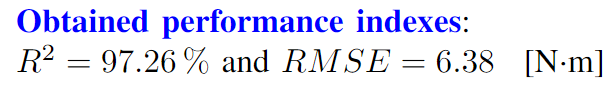 Obtained performance indexes:
R² = 97.26 % and RMSE = 6.38 [N·m]